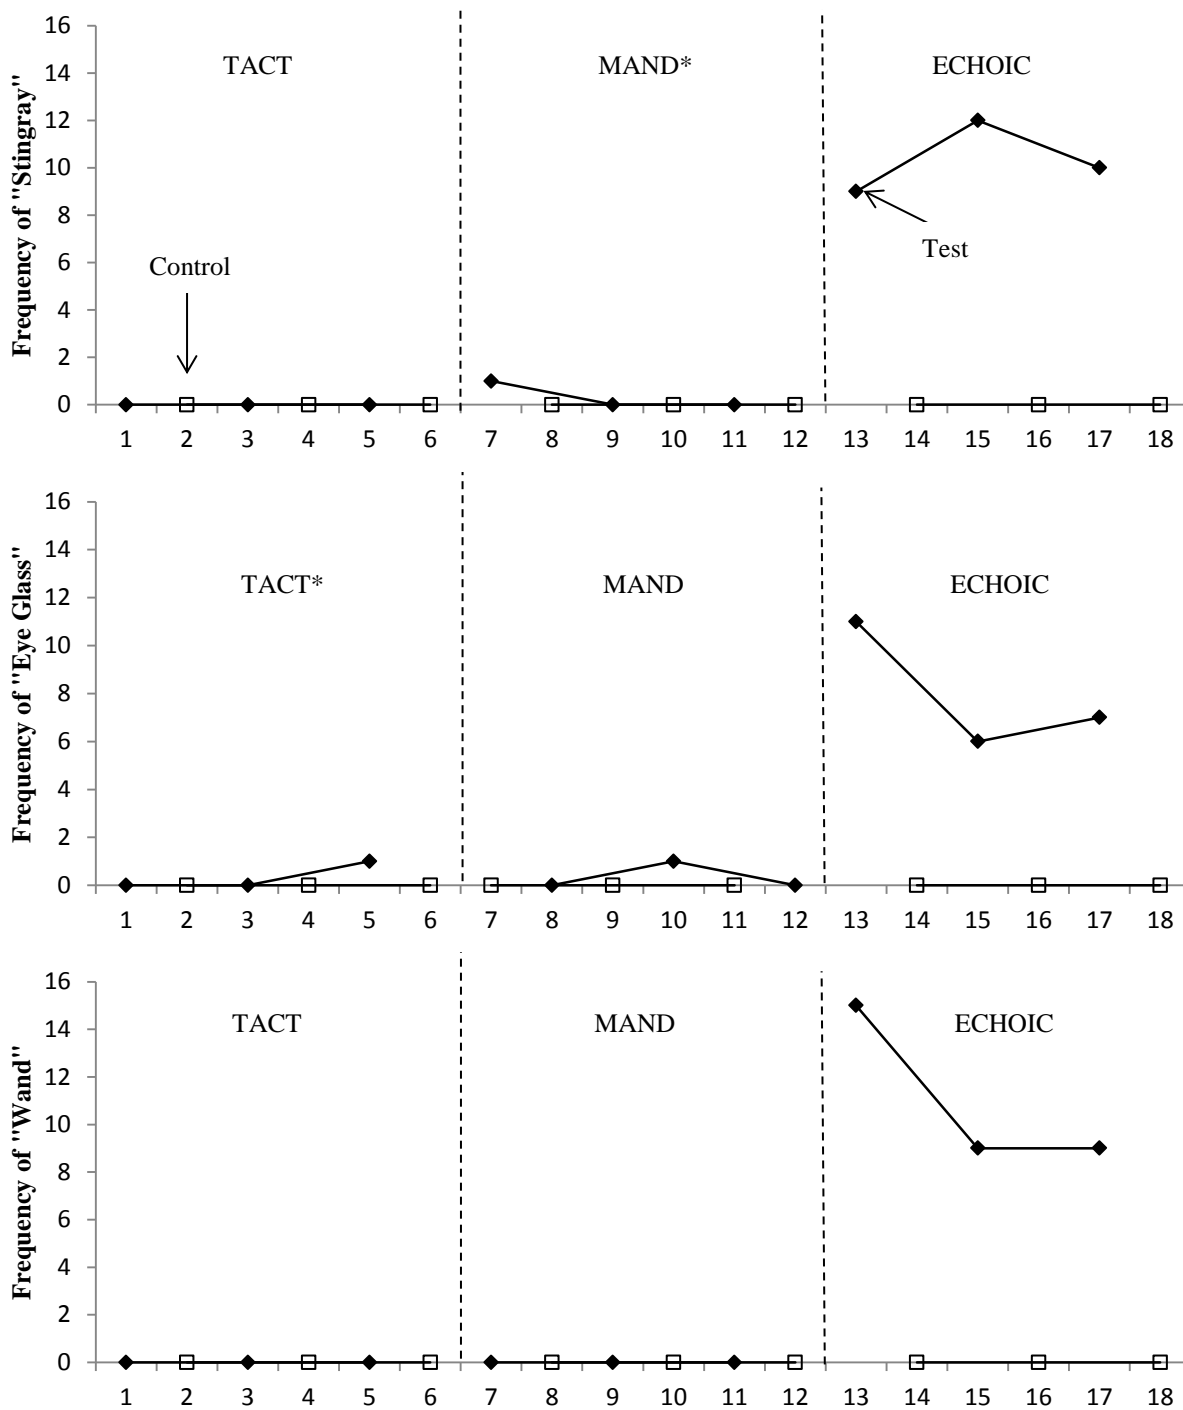 Frequency of "Stingray"
16
14
12
10
8
6
4
2
0
TACT
MAND*
ECHOIC
Control
Test
1 2 3 4 5 6 7 8 9 10 11 12 13 14 15 16 17 18
Frequency of "Eye Glass"
16
14
12
10
8
6
4
2
0
TACT*
MAND
ECHOIC
1 2 3 4 5 6 7 8 9 10 11 12 13 14 15 16 17 18
Frequency of "Wand"
16
14
12
10
8
6
4
2
0
TACT
MAND
ECHOIC
1 2 3 4 5 6 7 8 9 10 11 12 13 14 15 16 17 18